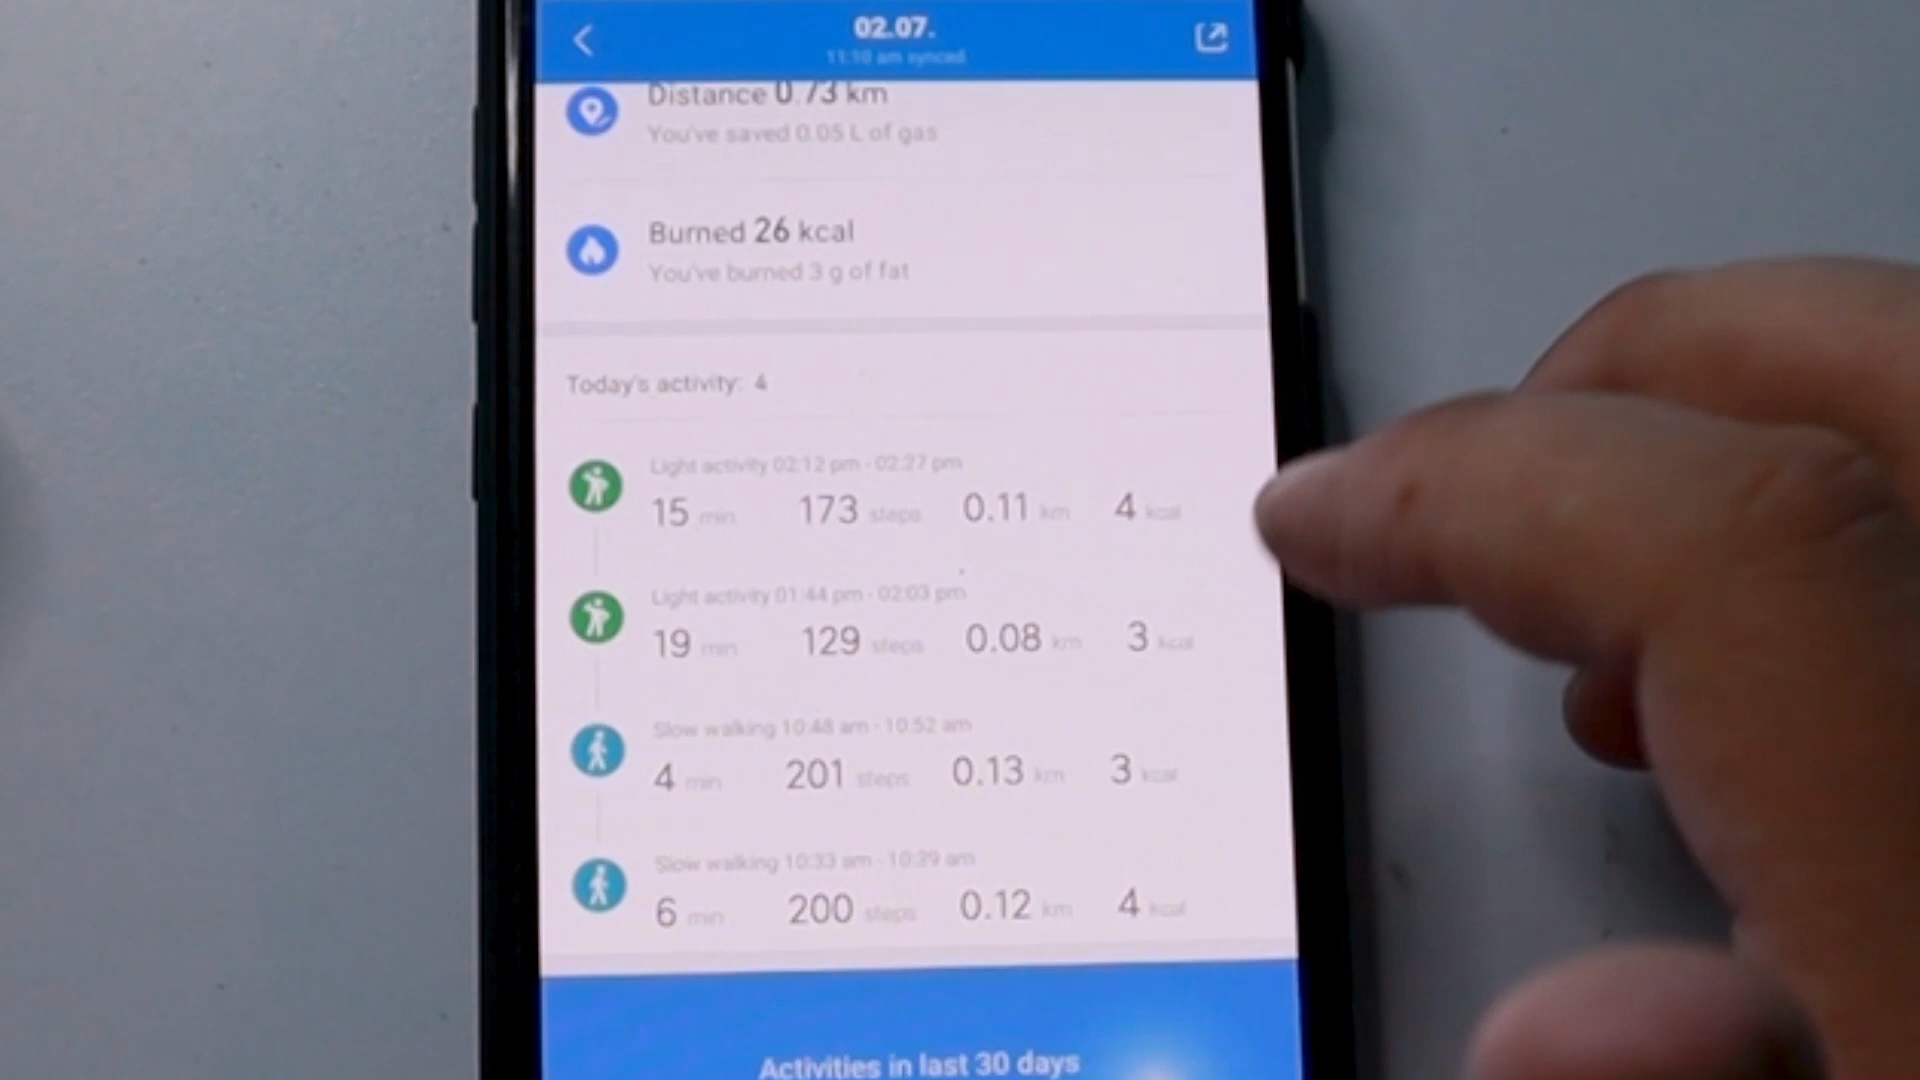 02.07.
11:10 am synced
Distance 0.73 km
You've saved 0.05 L of gas
Burned 26 kcal
You've burned 3 g of fat
Today's activity: 4
Light activity 02:12 pm - 02:27 pm
15 min 173 steps 0.11 km 4 kcal
Light activity 01:44 pm - 02:03 pm
19 min 129 steps 0.08 km 3 kcal
Slow walking 10:48 am - 10:52 am
4 min 201 steps 0.13 km 3 kcal
Slow walking 10:33 am - 10:39 am
6 min 200 steps 0.12 km 4 kcal
Activities in last 30 days